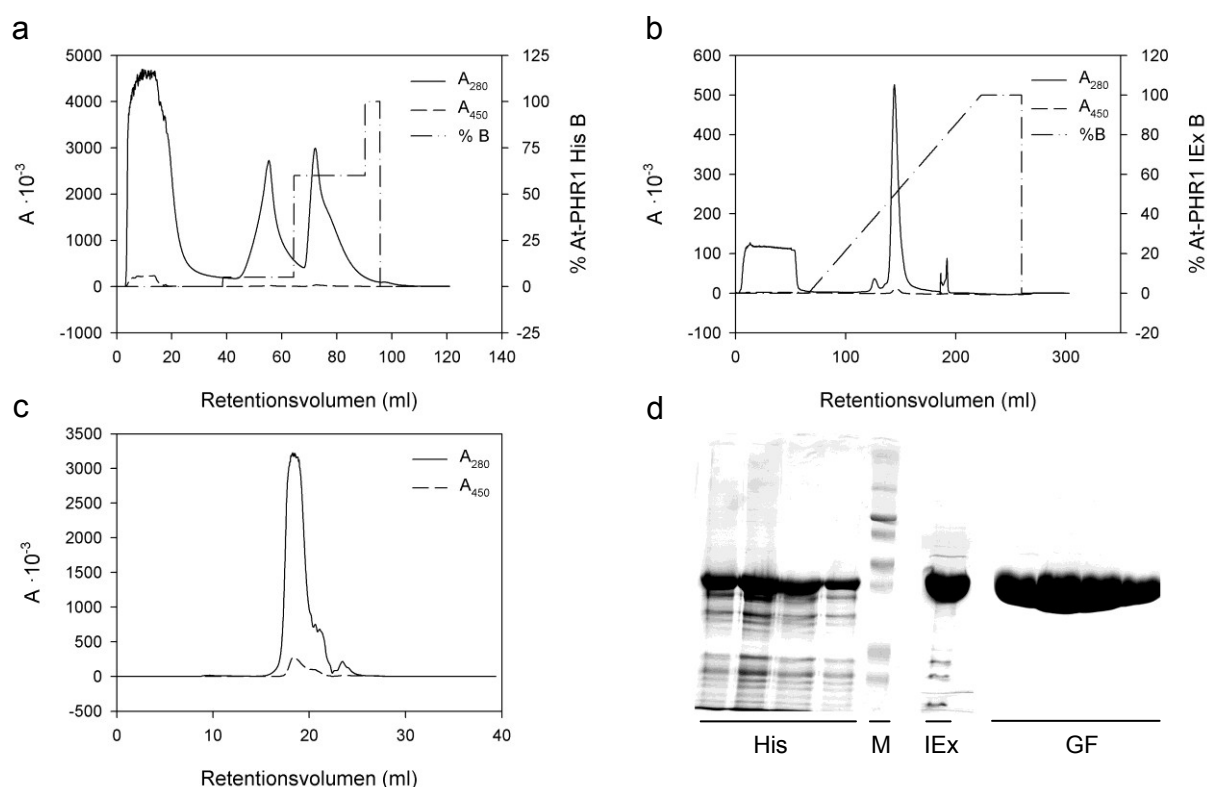 a
5000
4000
3000
2000
1000
0
-1000
A ·10-3
125
100
75
50
25
0
-25
% At-PHR1 His B
A280
A450
% B
0 20 40 60 80 100 120 140
Retentionsvolumen (ml)
b
600
500
400
300
200
100
0
-100
A ·10-3
120
100
80
60
40
20
0
-20
% At-PHR1 IEx B
A280
A450
%B
0 100 200 300
Retentionsvolumen (ml)
c
3500
3000
2500
2000
1500
1000
500
0
-500
A ·10-3
A280
A450
0 10 20 30 40
Retentionsvolumen (ml)
d
His M IEx GF